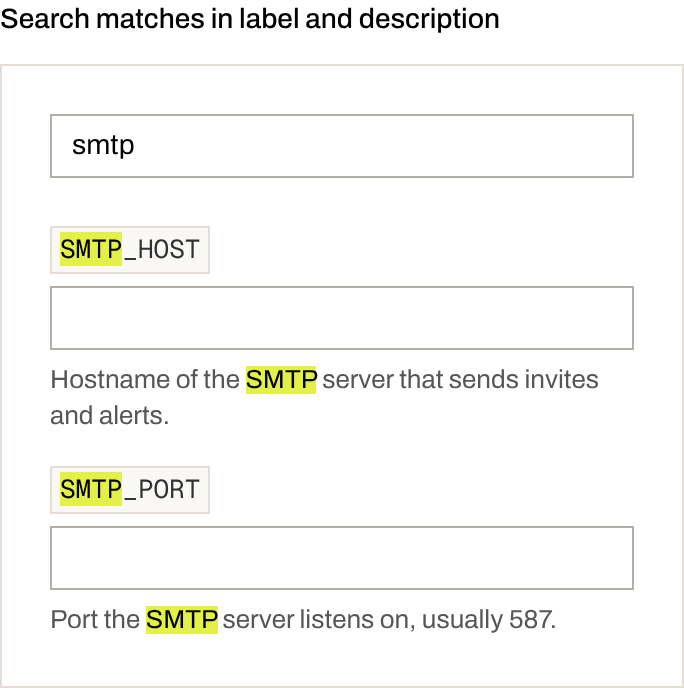 Search matches in label and description
smtp
SMTP_HOST
Hostname of the SMTP server that sends invites
and alerts.
SMTP_PORT
Port the SMTP server listens on, usually 587.